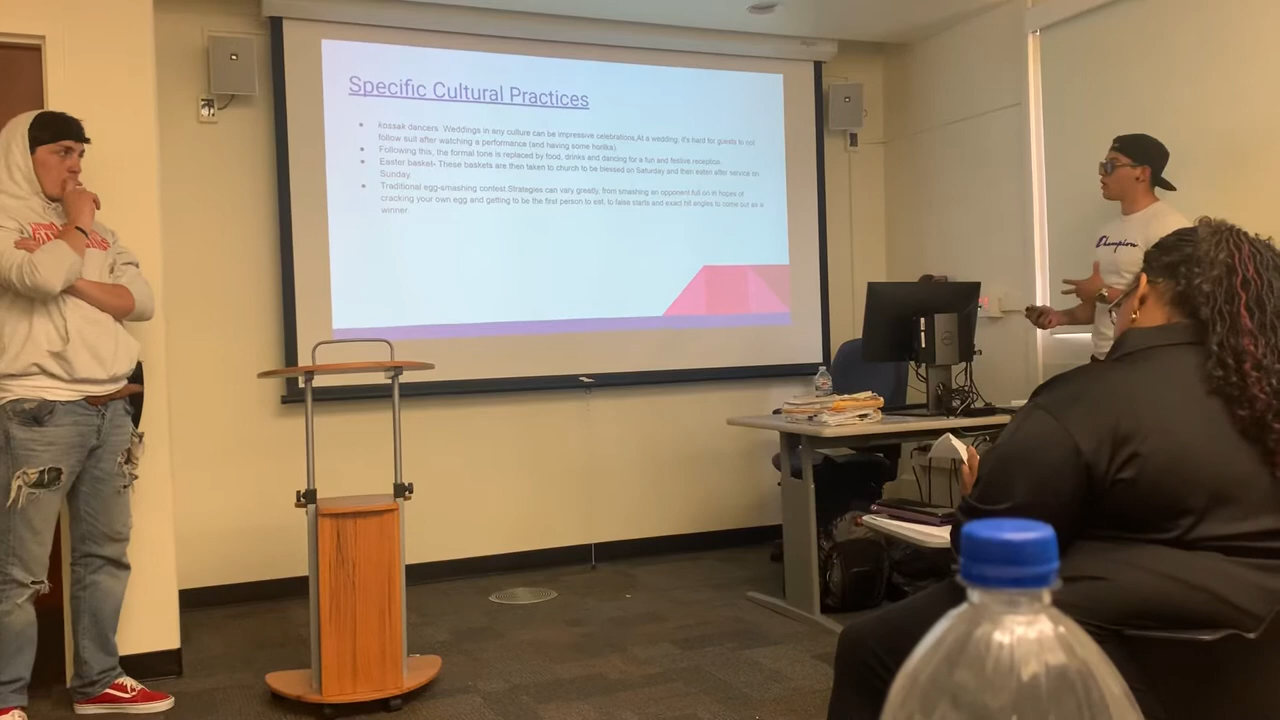 Specific Cultural Practices
kossak dancers. Weddings in any culture can be impressive celebrations,At a wedding. it's hard for guests to not
follow suit after watching a performance (and having some horilka).
Following this, the formal tone is replaced by food, drinks and dancing for a fun and festive reception.
Easter basket- These baskets are then taken to church to be blessed on Saturday and then eaten after service on
Sunday.
Traditional egg-smashing contest.Strategies can vary greatly, from smashing an opponent full on in hopes of
cracking your own egg and getting to be the first person to eat, to false starts and exact hit angles to come out as a
winner.
Champion
DELL